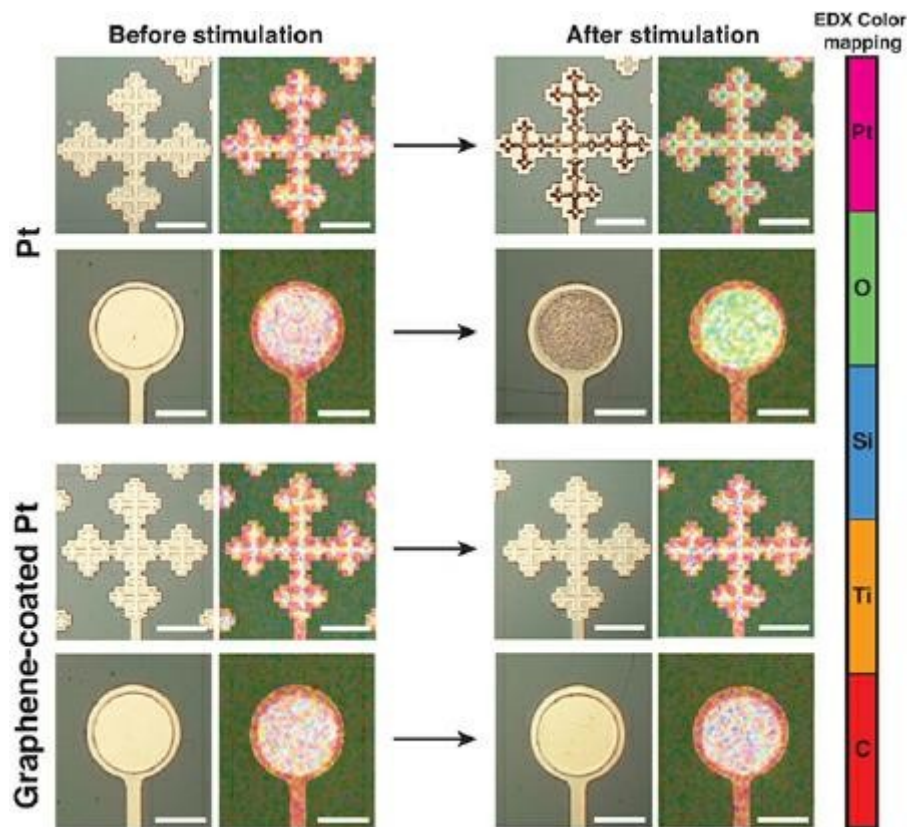 Before stimulation
After stimulation
EDX Color
mapping
Pt
Graphene-coated Pt
Pt
O
Si
Ti
C